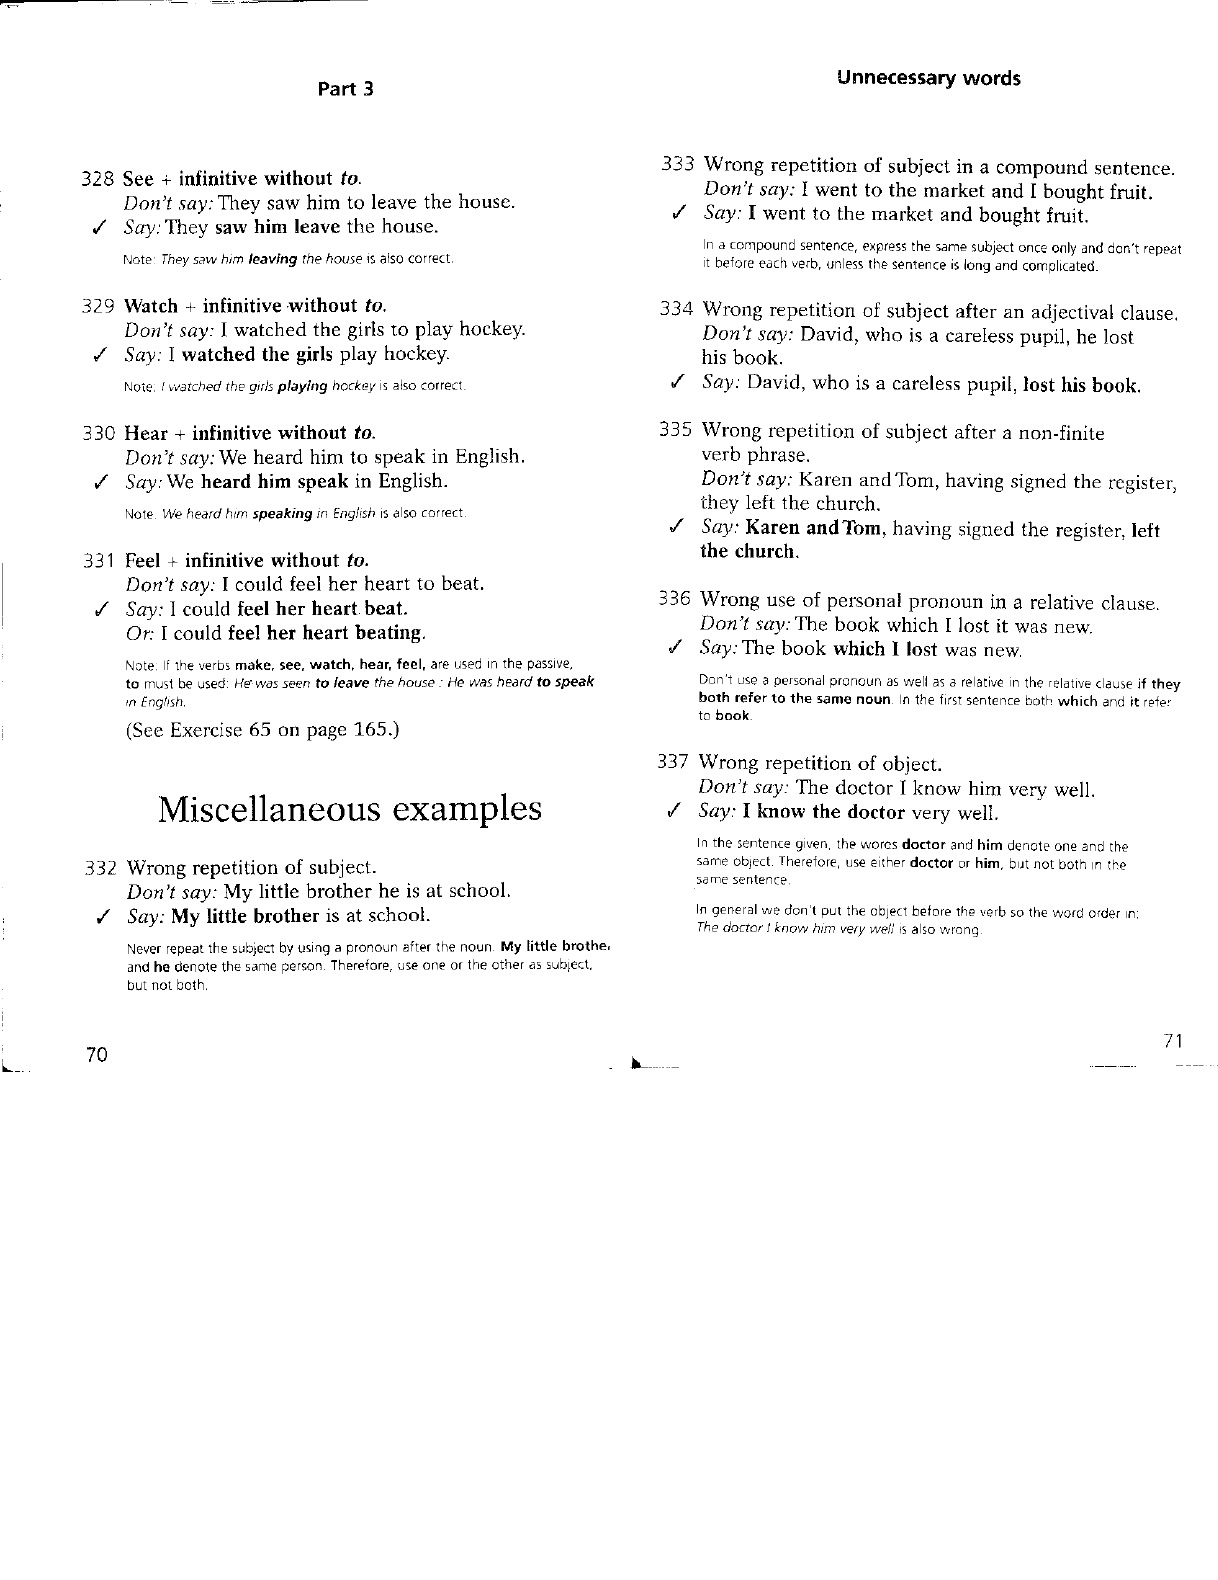 Part 3
328 See + infinitive without to.
Don't say: They saw him to leave the house.
✓ Say: They saw him leave the house.
Note: They saw him leaving the house is also correct.
329 Watch + infinitive without to.
Don't say: I watched the girls to play hockey.
✓ Say: I watched the girls play hockey.
Note: I watched the girls playing hockey is also correct.
330 Hear + infinitive without to.
Don't say: We heard him to speak in English.
✓ Say: We heard him speak in English.
Note: We heard him speaking in English is also correct.
331 Feel + infinitive without to.
Don't say: I could feel her heart to beat.
✓ Say: I could feel her heart beat.
Or: I could feel her heart beating.
Note: If the verbs make, see, watch, hear, feel, are used in the passive,
to must be used: He was seen to leave the house : He was heard to speak
in English.
(See Exercise 65 on page 165.)
Miscellaneous examples
332 Wrong repetition of subject.
Don't say: My little brother he is at school.
✓ Say: My little brother is at school.
Never repeat the subject by using a pronoun after the noun. My little brother
and he denote the same person. Therefore, use one or the other as subject,
but not both.
70
Unnecessary words
333 Wrong repetition of subject in a compound sentence.
Don't say: I went to the market and I bought fruit.
✓ Say: I went to the market and bought fruit.
In a compound sentence, express the same subject once only and don't repeat
it before each verb, unless the sentence is long and complicated.
334 Wrong repetition of subject after an adjectival clause.
Don't say: David, who is a careless pupil, he lost
his book.
✓ Say: David, who is a careless pupil, lost his book.
335 Wrong repetition of subject after a non-finite
verb phrase.
Don't say: Karen and Tom, having signed the register,
they left the church.
✓ Say: Karen and Tom, having signed the register, left
the church.
336 Wrong use of personal pronoun in a relative clause.
Don't say: The book which I lost it was new.
✓ Say: The book which I lost was new.
Don't use a personal pronoun as well as a relative in the relative clause if they
both refer to the same noun. In the first sentence both which and it refer
to book.
337 Wrong repetition of object.
Don't say: The doctor I know him very well.
✓ Say: I know the doctor very well.
In the sentence given, the words doctor and him denote one and the
same object. Therefore, use either doctor or him, but not both in the
same sentence.
In general we don't put the object before the verb so the word order in:
The doctor I know him very well is also wrong.
71